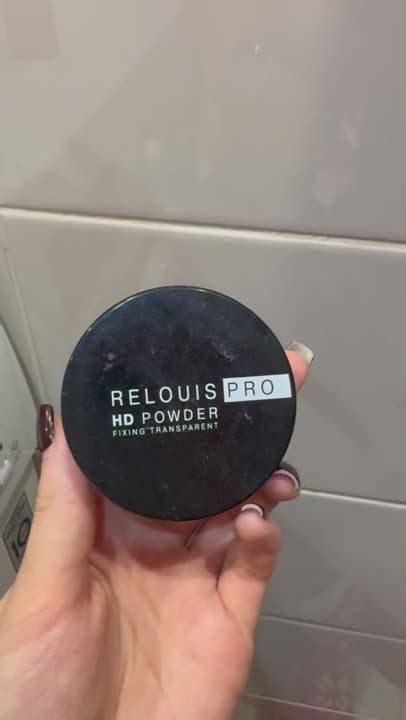 RELOUIS PRO
HD POWDER
FIXING TRANSPARENT